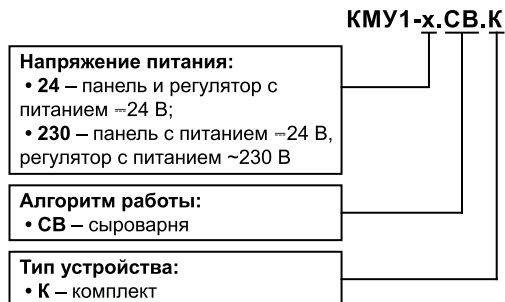 КМУ1-х.СВ.К
Напряжение питания:
• 24 – панель и регулятор с
питанием ⎓24 В;
• 230 – панель с питанием ⎓24 В,
регулятор с питанием ~230 В
Алгоритм работы:
• СВ – сыроварня
Тип устройства:
• К – комплект